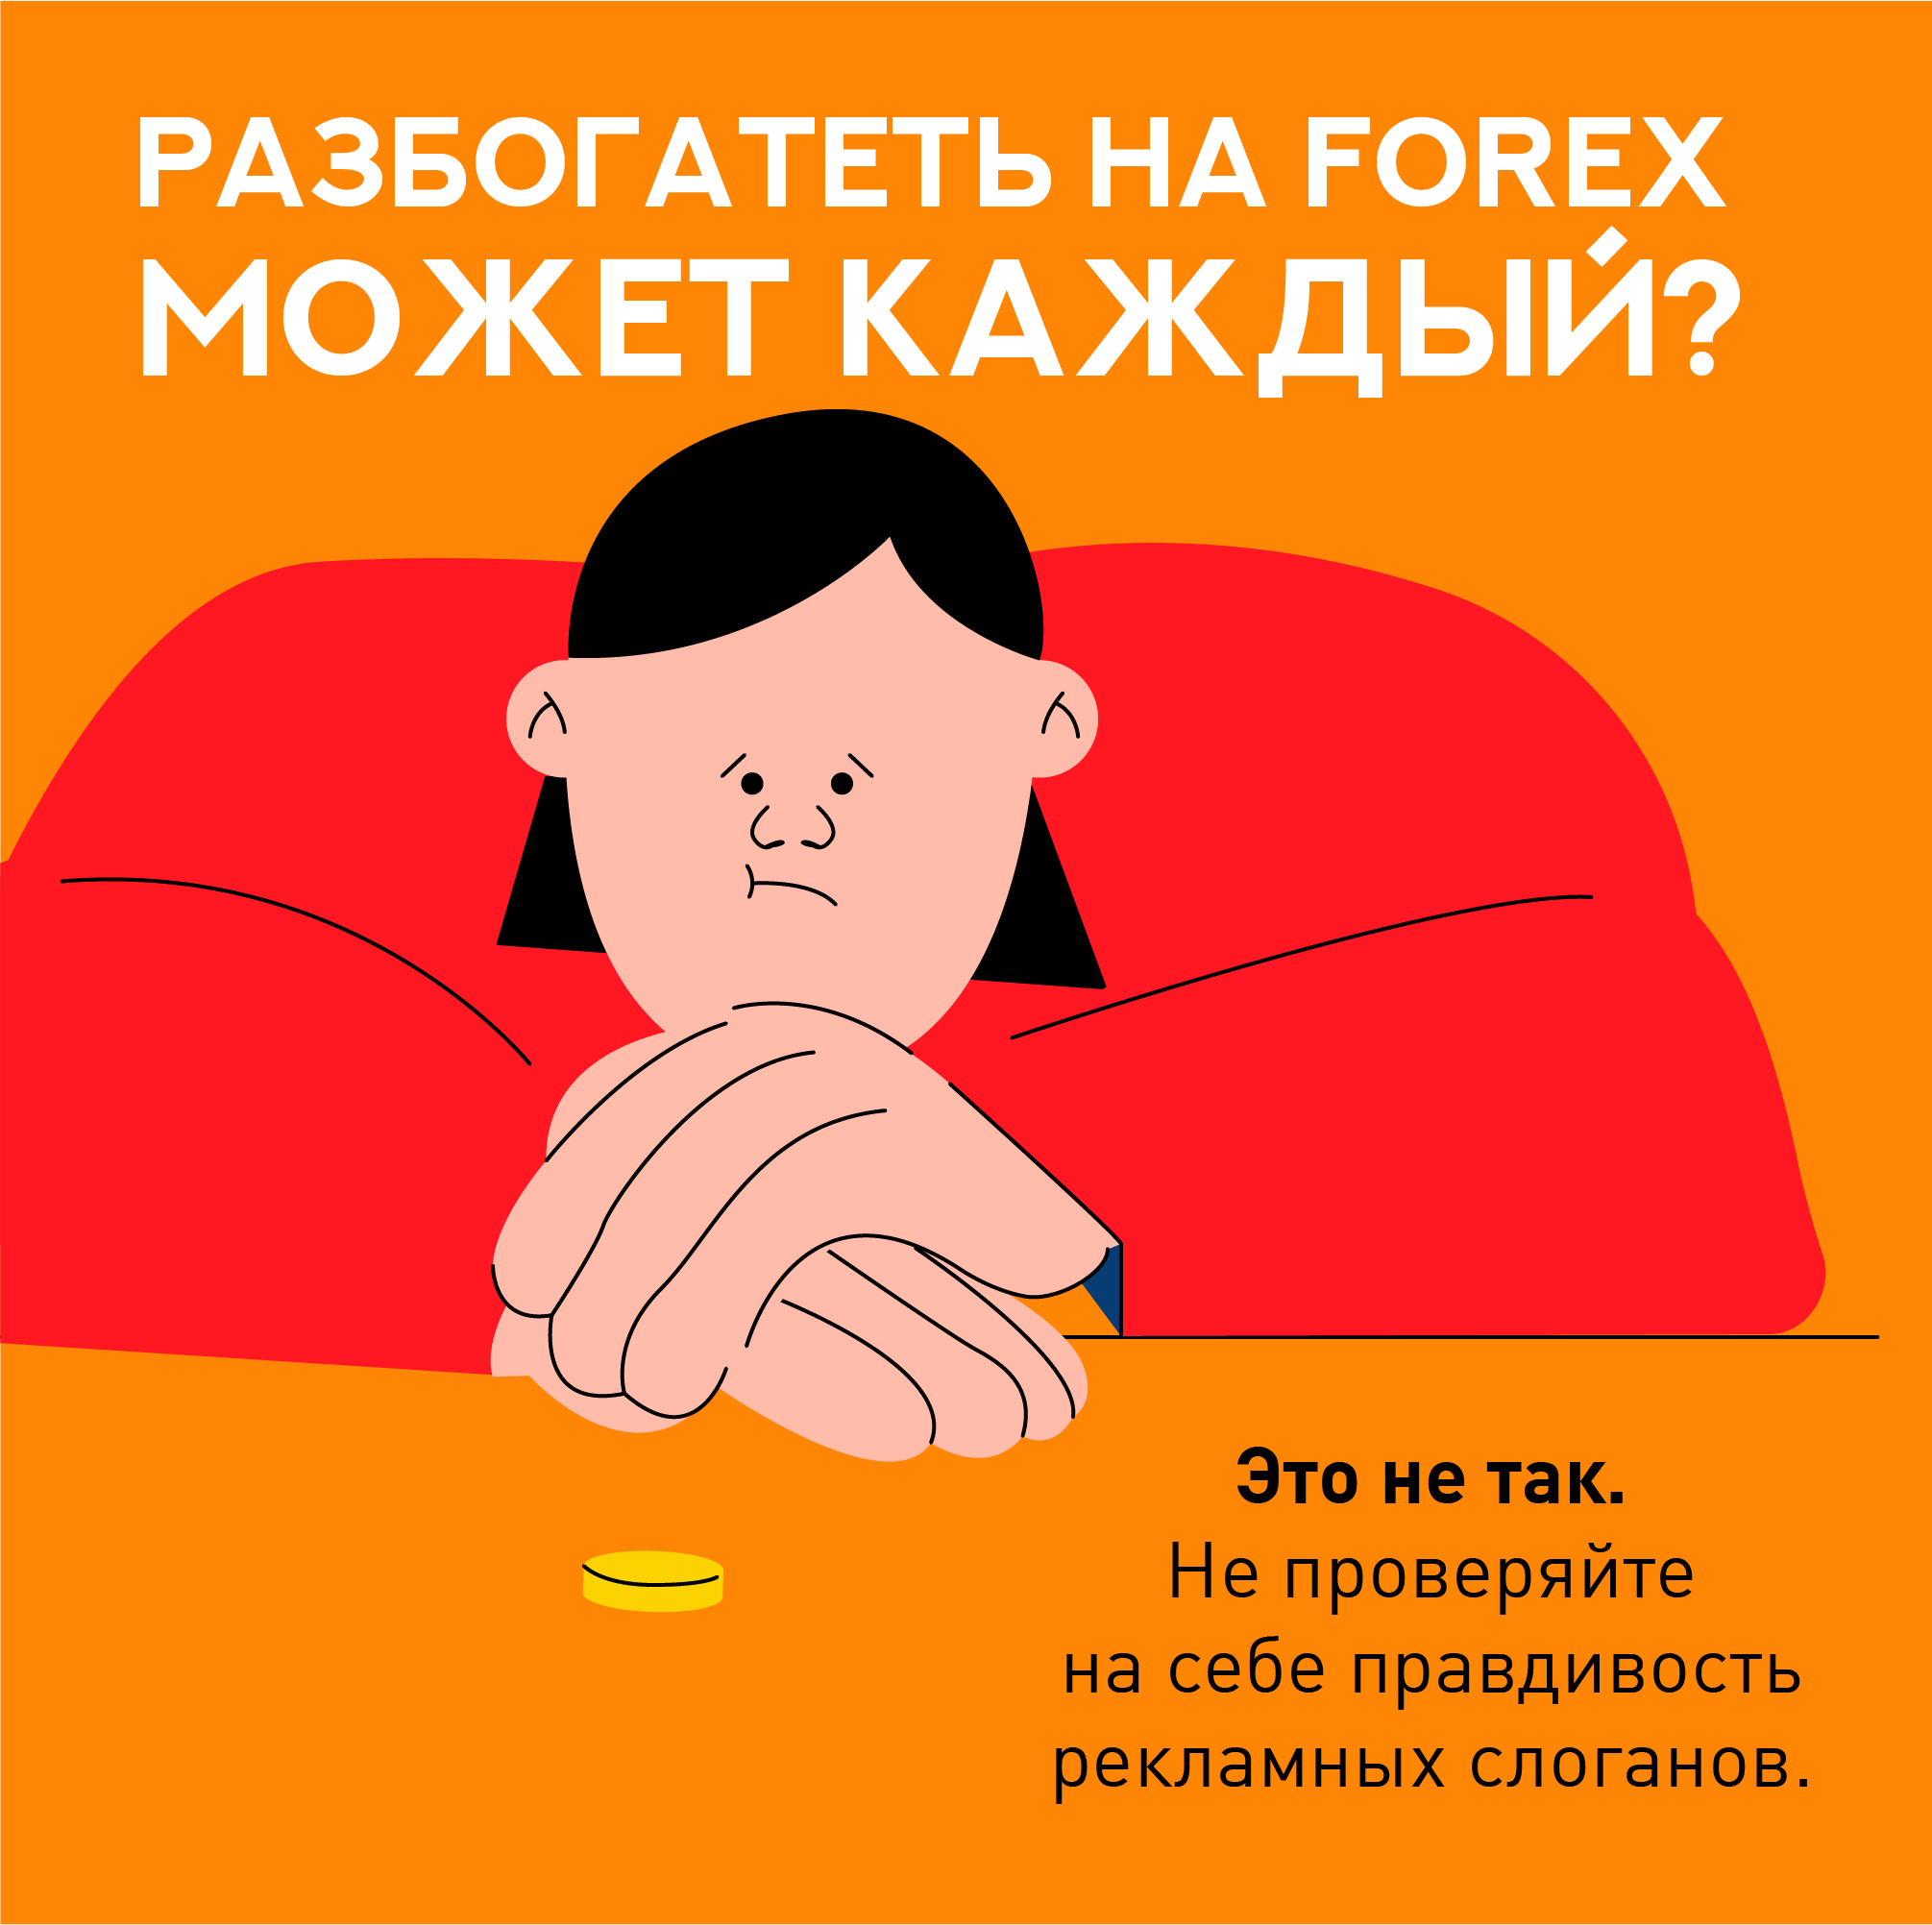 РАЗБОГАТЕТЬ НА FOREX
МОЖЕТ КАЖДЫЙ?
Это не так.
Не проверяйте
на себе правдивость
рекламных слоганов.